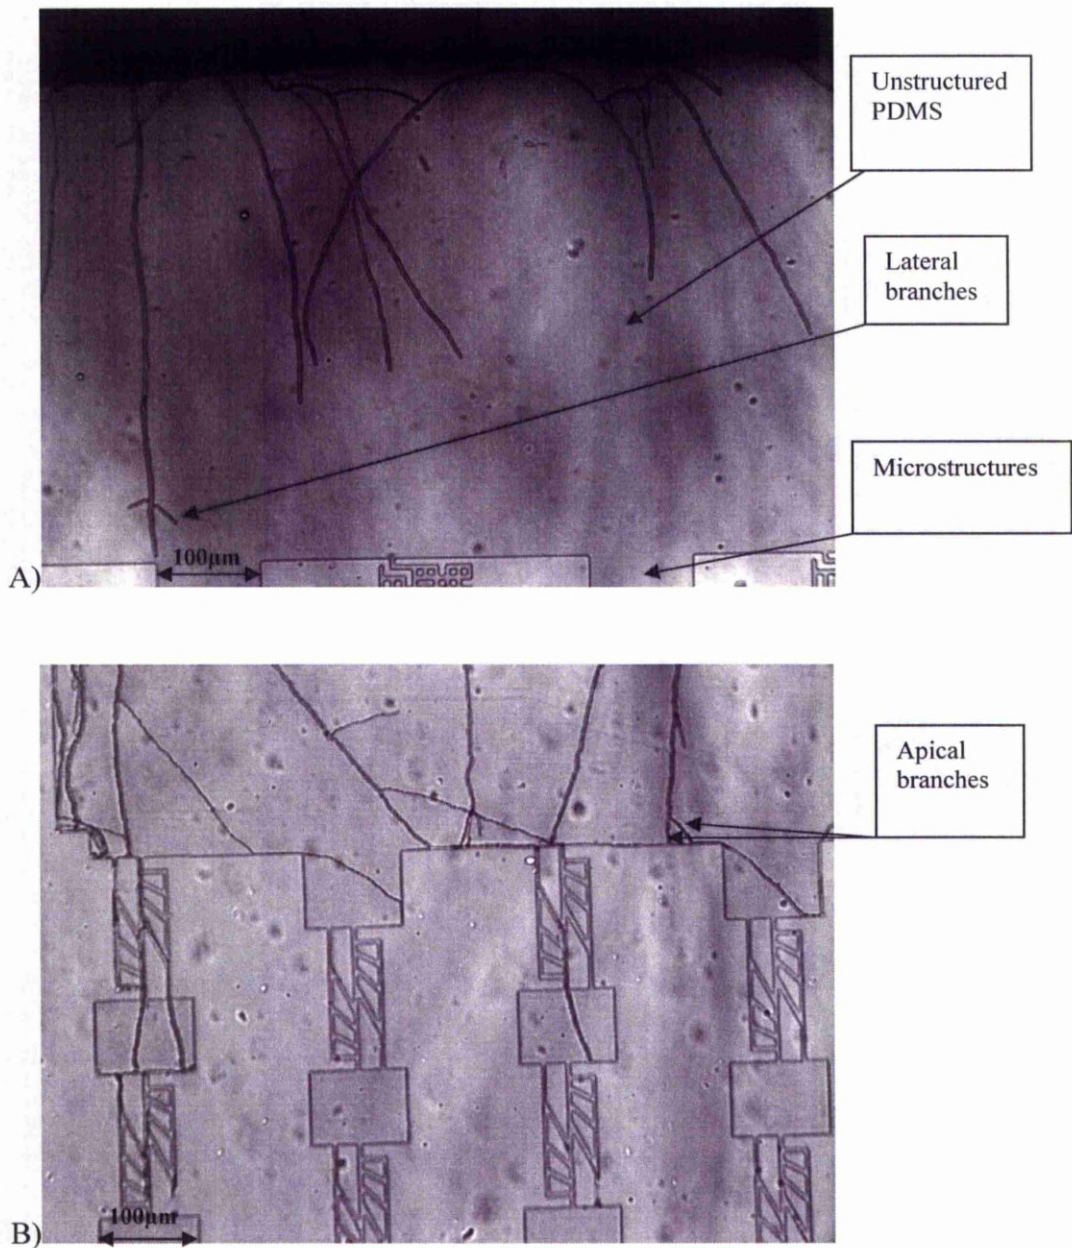 Unstructured
PDMS
Lateral
branches
Microstructures
100µm
A)
Apical
branches
100µm
B)